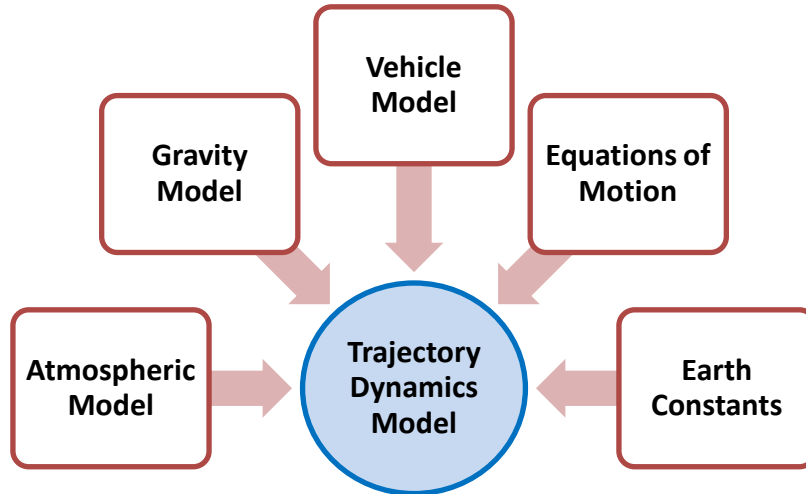 Vehicle
Model
Gravity
Model
Equations of
Motion
Atmospheric
Model
Trajectory
Dynamics
Model
Earth
Constants